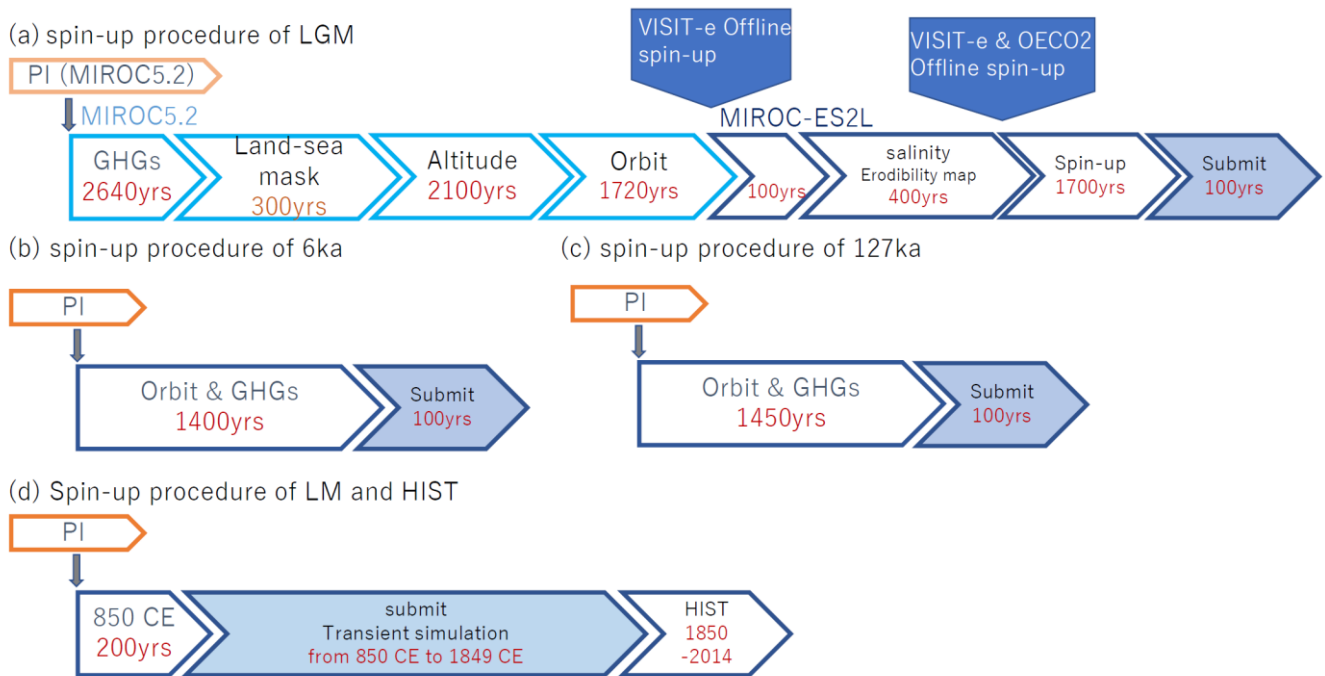 (a) spin-up procedure of LGM
VISIT-e Offline
spin-up
VISIT-e & OECO2
Offline spin-up
PI (MIROC5.2)
MIROC5.2
MIROC-ES2L
GHGs
2640yrs
Land-sea
mask
300yrs
Altitude
2100yrs
Orbit
1720yrs
100yrs
salinity
Erodibility map
400yrs
Spin-up
1700yrs
Submit
100yrs
(b) spin-up procedure of 6ka
PI
Orbit & GHGs
1400yrs
Submit
100yrs
(c) spin-up procedure of 127ka
PI
Orbit & GHGs
1450yrs
Submit
100yrs
(d) Spin-up procedure of LM and HIST
PI
850 CE
200yrs
submit
Transient simulation
from 850 CE to 1849 CE
HIST
1850
-2014